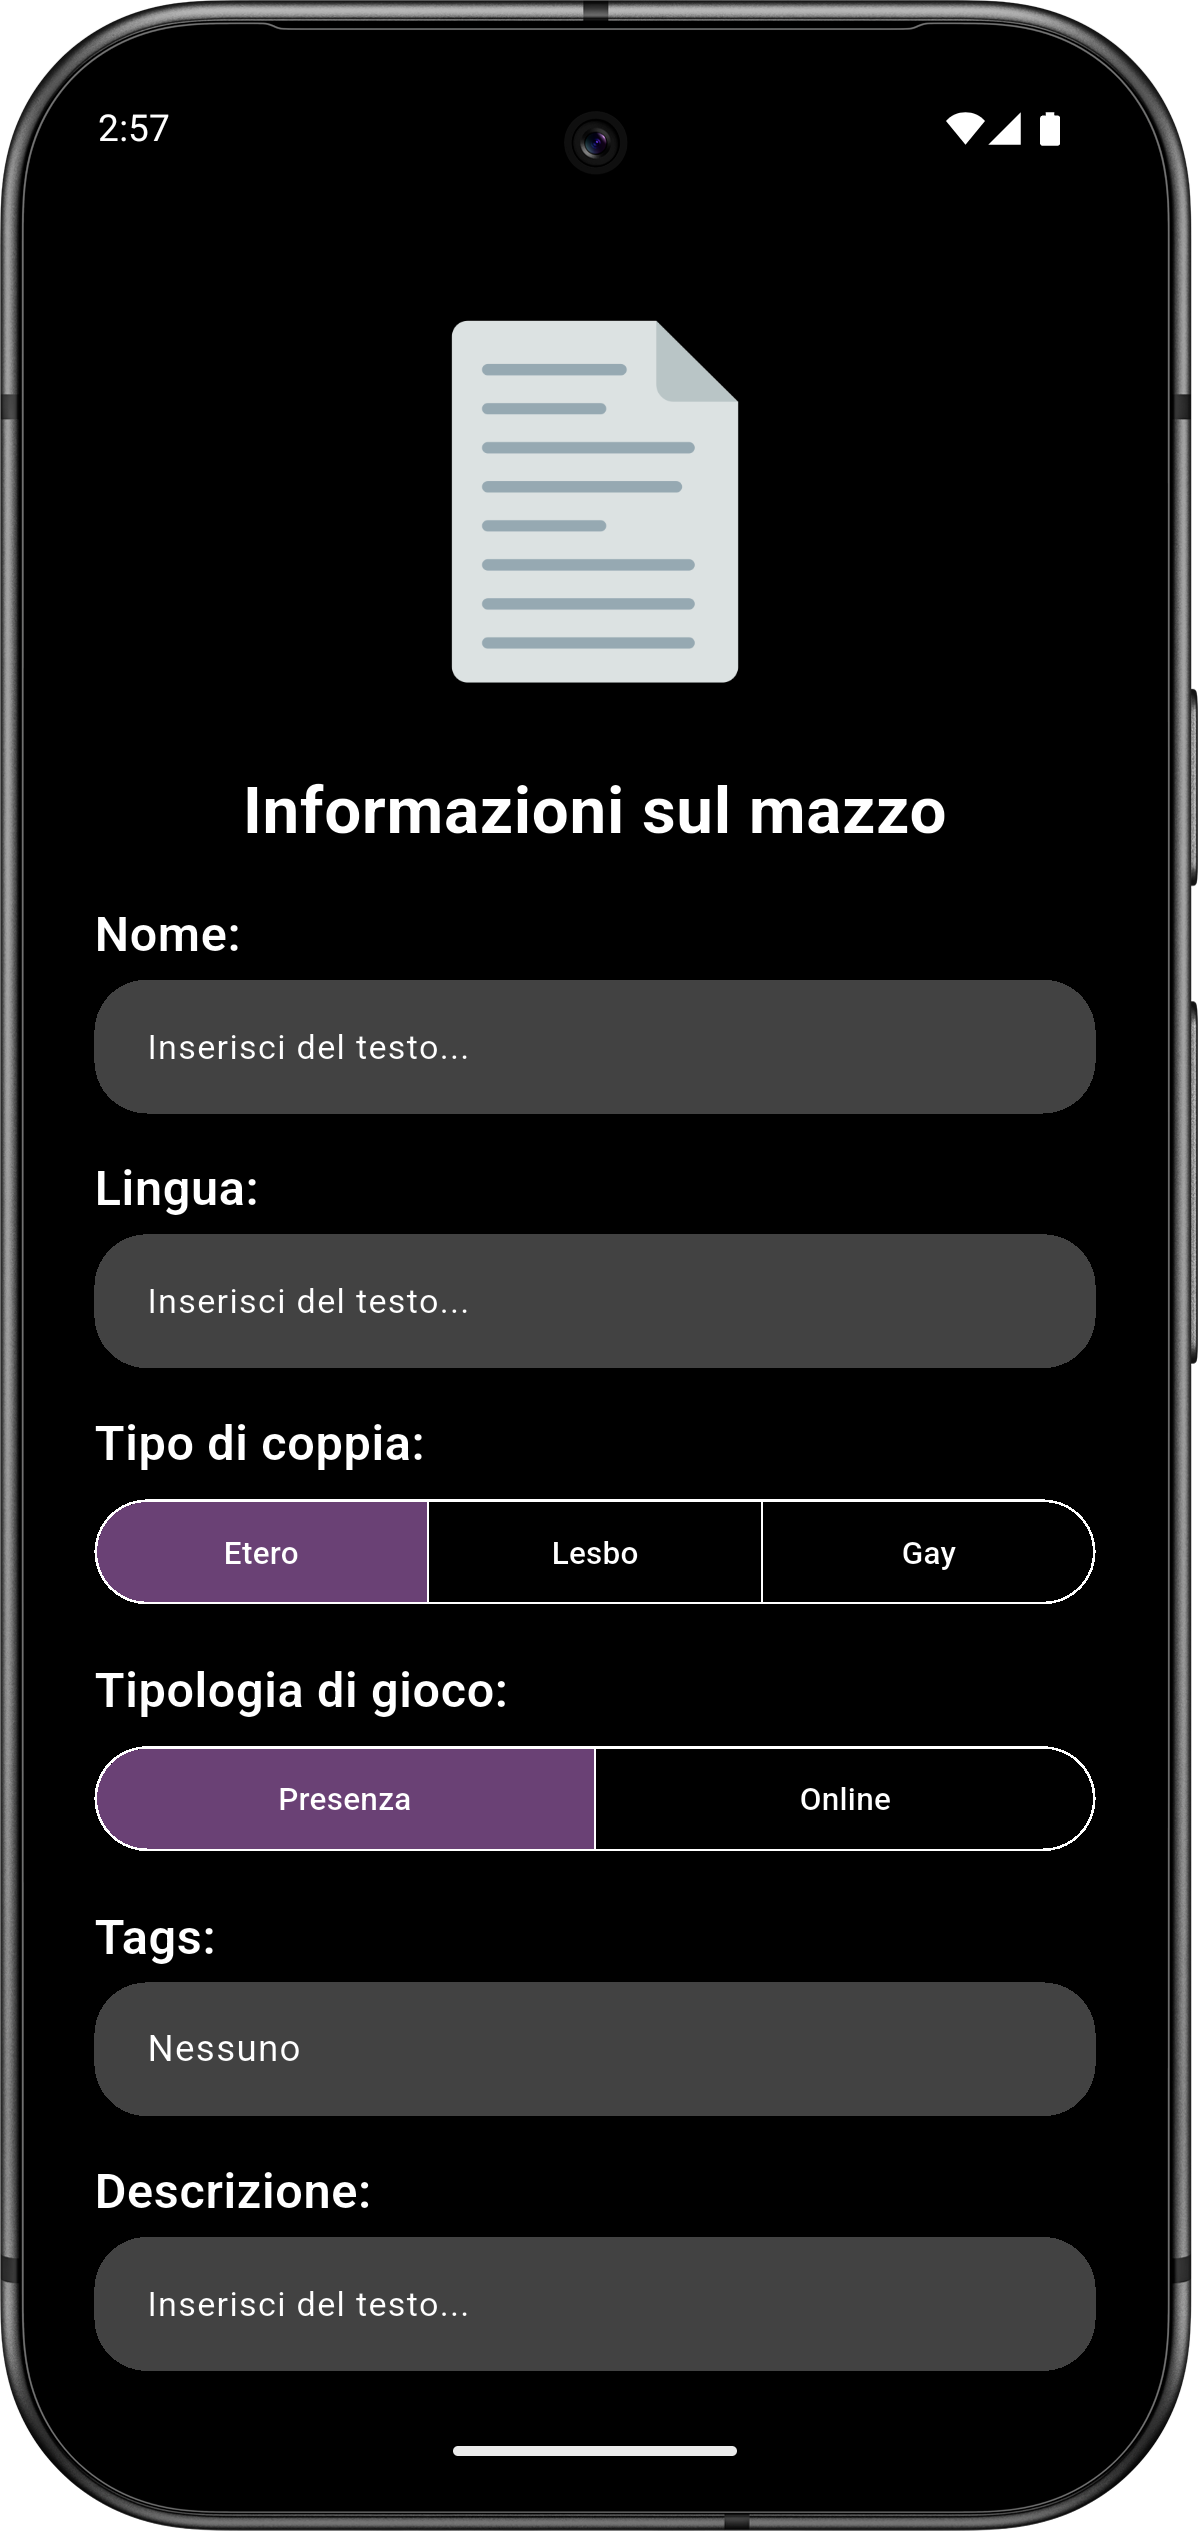 2:57
Informazioni sul mazzo
Nome:
Inserisci del testo...
Lingua:
Inserisci del testo...
Tipo di coppia:
Etero Lesbo Gay
Tipologia di gioco:
Presenza Online
Tags:
Nessuno
Descrizione:
Inserisci del testo...